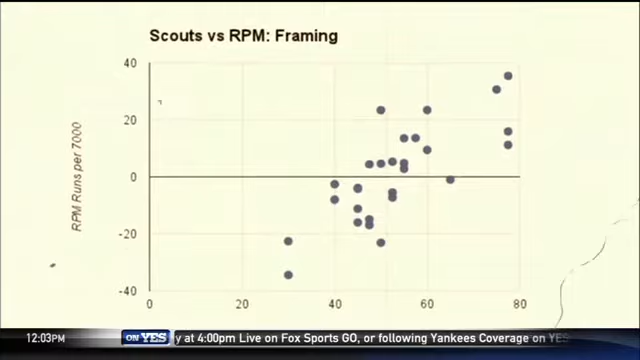 Scouts vs RPM: Framing
40
20
0
-20
-40
RPM Runs per 7000
0
20
40
60
80
12:03PM
ON YES
y at 4:00pm Live on Fox Sports GO, or following Yankees Coverage on YES